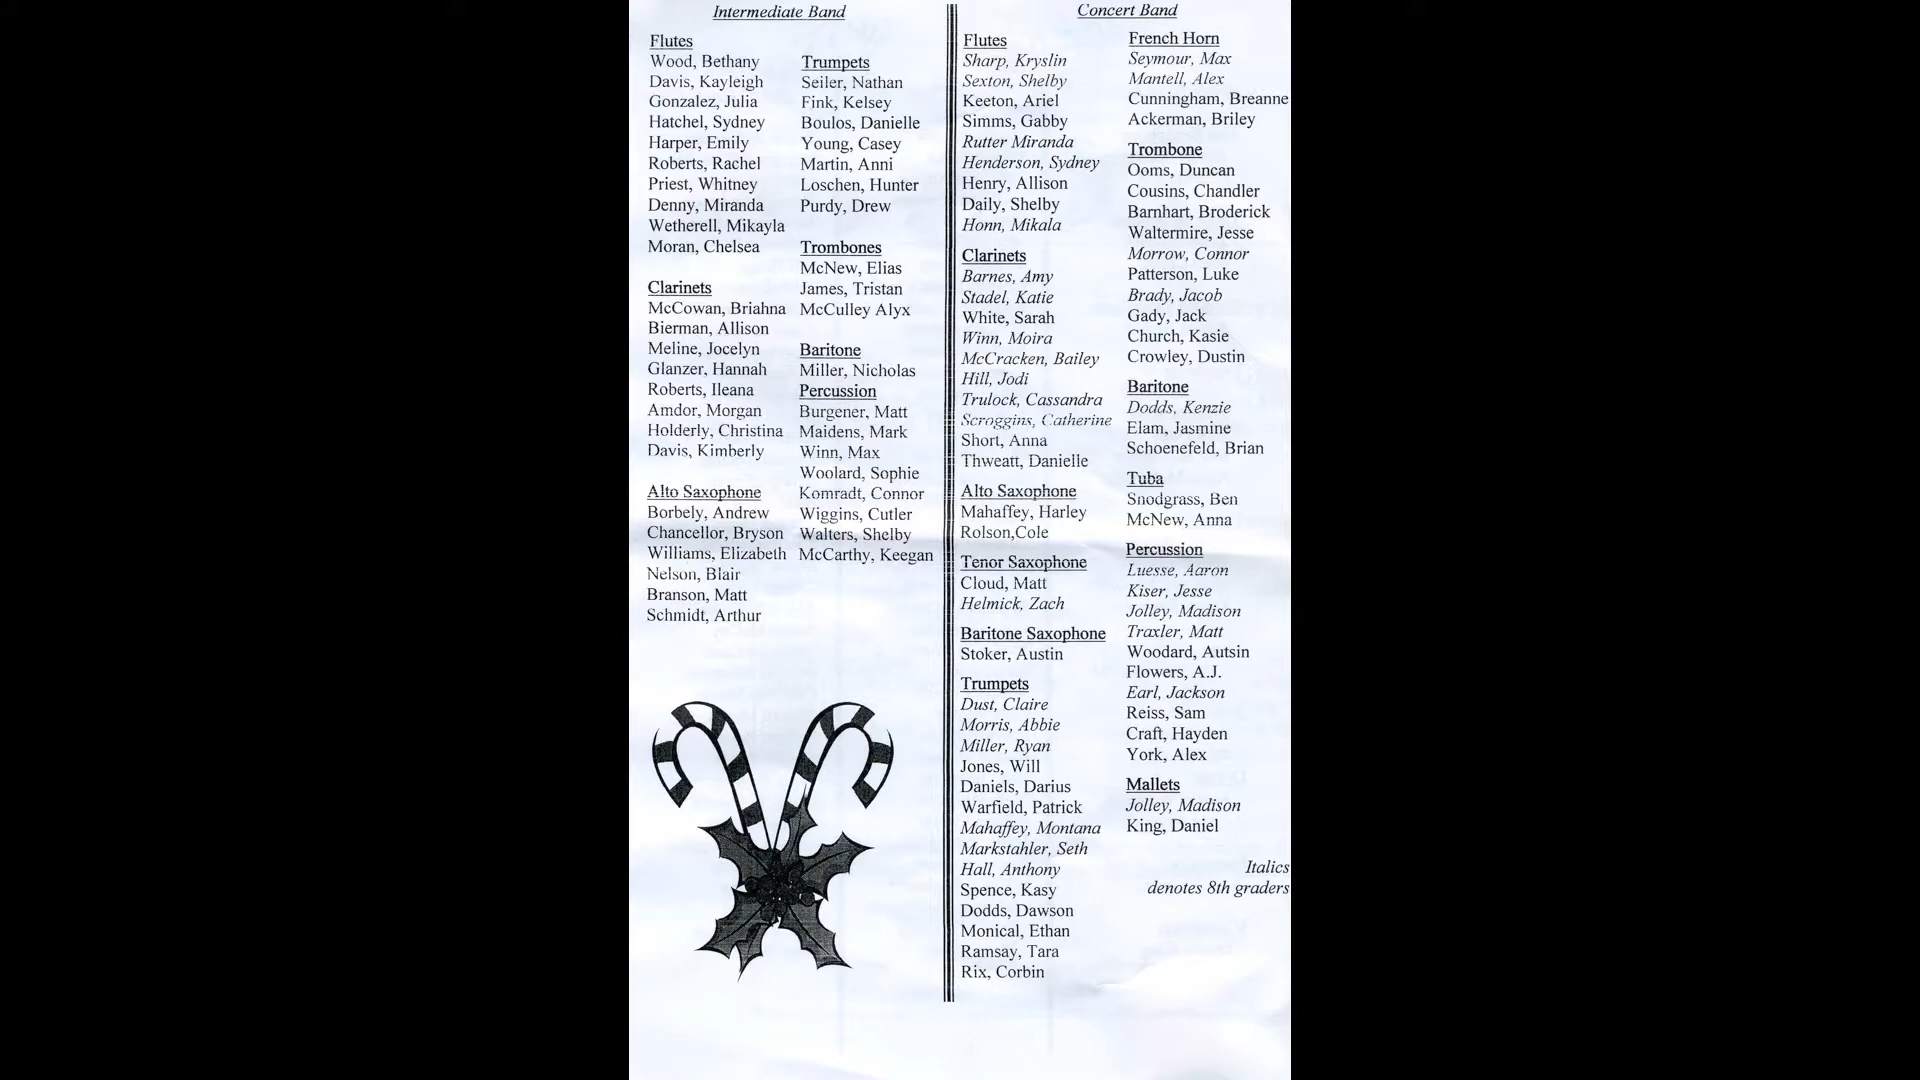 Intermediate Band
Flutes
Wood, Bethany
Davis, Kayleigh
Gonzalez, Julia
Hatchel, Sydney
Harper, Emily
Roberts, Rachel
Priest, Whitney
Denny, Miranda
Wetherell, Mikayla
Moran, Chelsea
Clarinets
McCowan, Briahna
Bierman, Allison
Meline, Jocelyn
Glanzer, Hannah
Roberts, Ileana
Amdor, Morgan
Holderly, Christina
Davis, Kimberly
Alto Saxophone
Borbely, Andrew
Chancellor, Bryson
Williams, Elizabeth
Nelson, Blair
Branson, Matt
Schmidt, Arthur
Trumpets
Seiler, Nathan
Fink, Kelsey
Boulos, Danielle
Young, Casey
Martin, Anni
Loschen, Hunter
Purdy, Drew
Trombones
McNew, Elias
James, Tristan
McCulley Alyx
Baritone
Miller, Nicholas
Percussion
Burgener, Matt
Maidens, Mark
Winn, Max
Woolard, Sophie
Komradt, Connor
Wiggins, Cutler
Walters, Shelby
McCarthy, Keegan
Concert Band
Flutes
Sharp, Kryslin
Sexton, Shelby
Keeton, Ariel
Simms, Gabby
Rutter Miranda
Henderson, Sydney
Henry, Allison
Daily, Shelby
Honn, Mikala
Clarinets
Barnes, Amy
Stadel, Katie
White, Sarah
Winn, Moira
McCracken, Bailey
Hill, Jodi
Trulock, Cassandra
Scroggins, Catherine
Short, Anna
Thweatt, Danielle
Alto Saxophone
Mahaffey, Harley
Rolson,Cole
Tenor Saxophone
Cloud, Matt
Helmick, Zach
Baritone Saxophone
Stoker, Austin
Trumpets
Dust, Claire
Morris, Abbie
Miller, Ryan
Jones, Will
Daniels, Darius
Warfield, Patrick
Mahaffey, Montana
Markstahler, Seth
Hall, Anthony
Spence, Kasy
Dodds, Dawson
Monical, Ethan
Ramsay, Tara
Rix, Corbin
French Horn
Seymour, Max
Mantell, Alex
Cunningham, Breanne
Ackerman, Briley
Trombone
Ooms, Duncan
Cousins, Chandler
Barnhart, Broderick
Waltermire, Jesse
Morrow, Connor
Patterson, Luke
Brady, Jacob
Gady, Jack
Church, Kasie
Crowley, Dustin
Baritone
Dodds, Kenzie
Elam, Jasmine
Schoenefeld, Brian
Tuba
Snodgrass, Ben
McNew, Anna
Percussion
Luesse, Aaron
Kiser, Jesse
Jolley, Madison
Traxler, Matt
Woodard, Autsin
Flowers, A.J.
Earl, Jackson
Reiss, Sam
Craft, Hayden
York, Alex
Mallets
Jolley, Madison
King, Daniel
Italics
denotes 8th graders